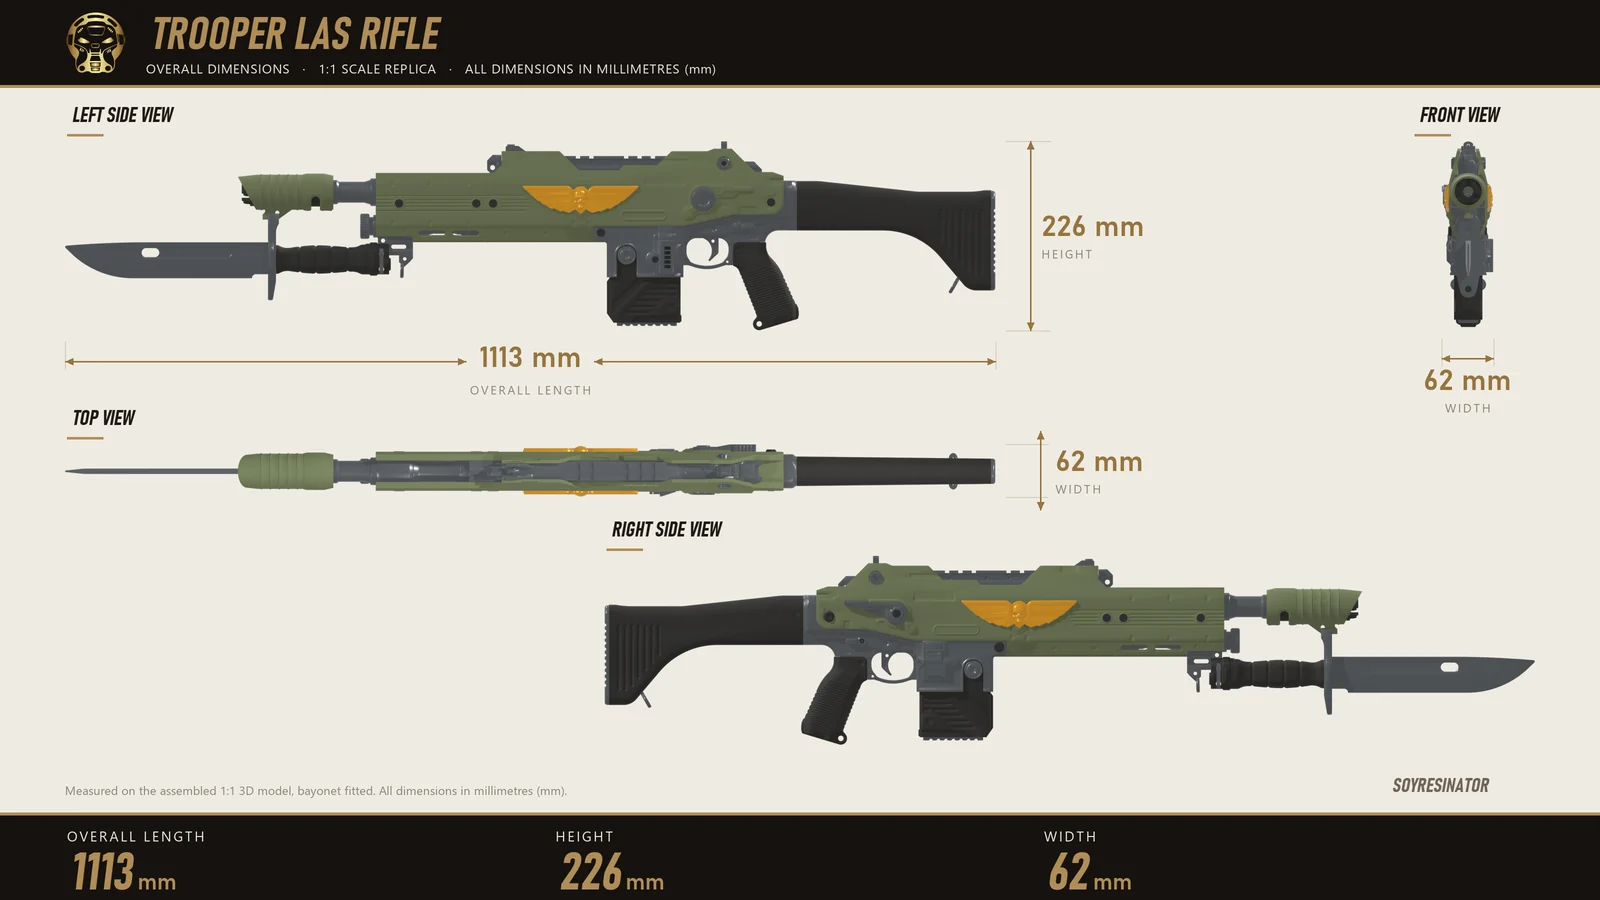 TROOPER LAS RIFLE
OVERALL DIMENSIONS · 1:1 SCALE REPLICA · ALL DIMENSIONS IN MILLIMETRES (mm)
LEFT SIDE VIEW
FRONT VIEW
226 mm
HEIGHT
1113 mm
OVERALL LENGTH
62 mm
WIDTH
TOP VIEW
62 mm
WIDTH
RIGHT SIDE VIEW
Measured on the assembled 1:1 3D model, bayonet fitted. All dimensions in millimetres (mm).
SOYRESINATOR
OVERALL LENGTH
1113 mm
HEIGHT
226 mm
WIDTH
62 mm